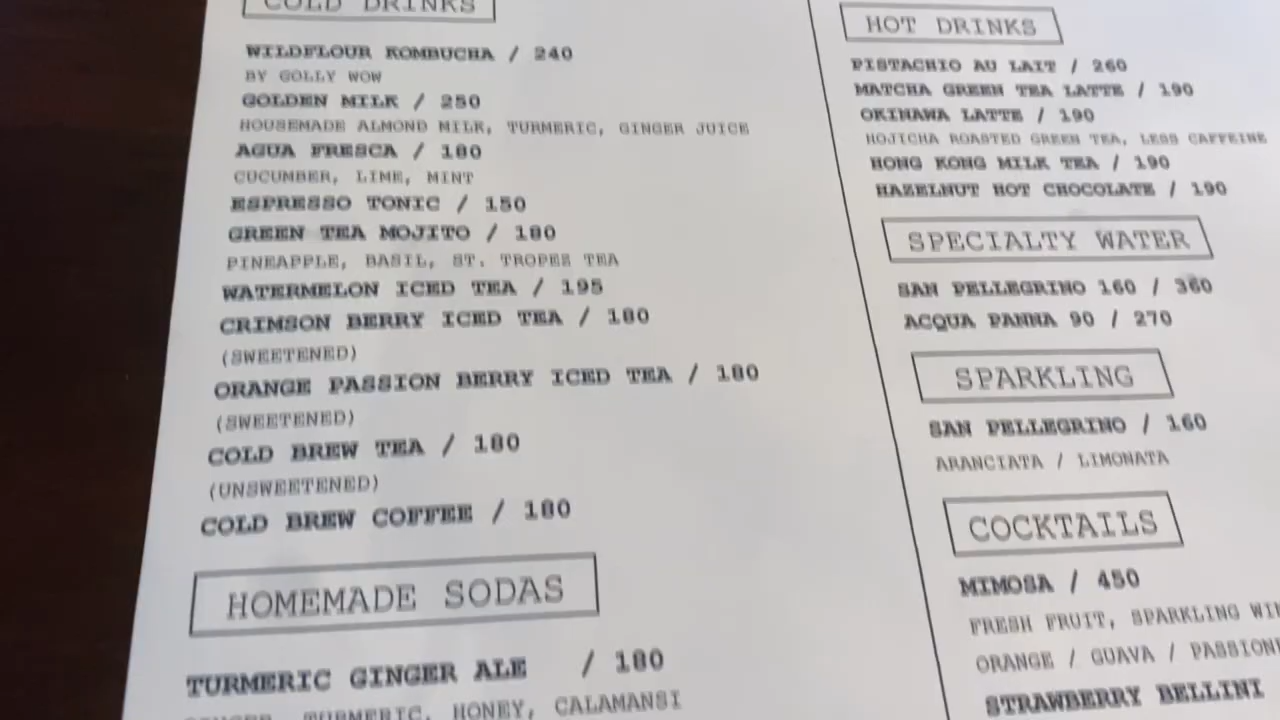 COLD DRINKS
WILDFLOUR KOMBUCHA / 240
BY GOLLY WOW
GOLDEN MILK / 250
HOUSEMADE ALMOND MILK, TURMERIC, GINGER JUICE
AGUA FRESCA / 180
CUCUMBER, LIME, MINT
ESPRESSO TONIC / 150
GREEN TEA MOJITO / 180
PINEAPPLE, BASIL, ST. TROPEZ TEA
WATERMELON ICED TEA / 195
CRIMSON BERRY ICED TEA / 180
(SWEETENED)
ORANGE PASSION BERRY ICED TEA / 180
(SWEETENED)
COLD BREW TEA / 180
(UNSWEETENED)
COLD BREW COFFEE / 180
HOMEMADE SODAS
TURMERIC GINGER ALE / 180
GINGER, TURMERIC, HONEY, CALAMANSI
HOT DRINKS
PISTACHIO AU LAIT / 260
MATCHA GREEN TEA LATTE / 190
OKINAWA LATTE / 190
HOJICHA ROASTED GREEN TEA, LESS CAFFEINE
HONG KONG MILK TEA / 190
HAZELNUT HOT CHOCOLATE / 190
SPECIALTY WATER
SAN PELLEGRINO 160 / 360
ACQUA PANNA 90 / 270
SPARKLING
SAN PELLEGRINO / 160
ARANCIATA / LIMONATA
COCKTAILS
MIMOSA / 450
FRESH FRUIT, SPARKLING WI
ORANGE / GUAVA / PASSION
STRAWBERRY BELLINI